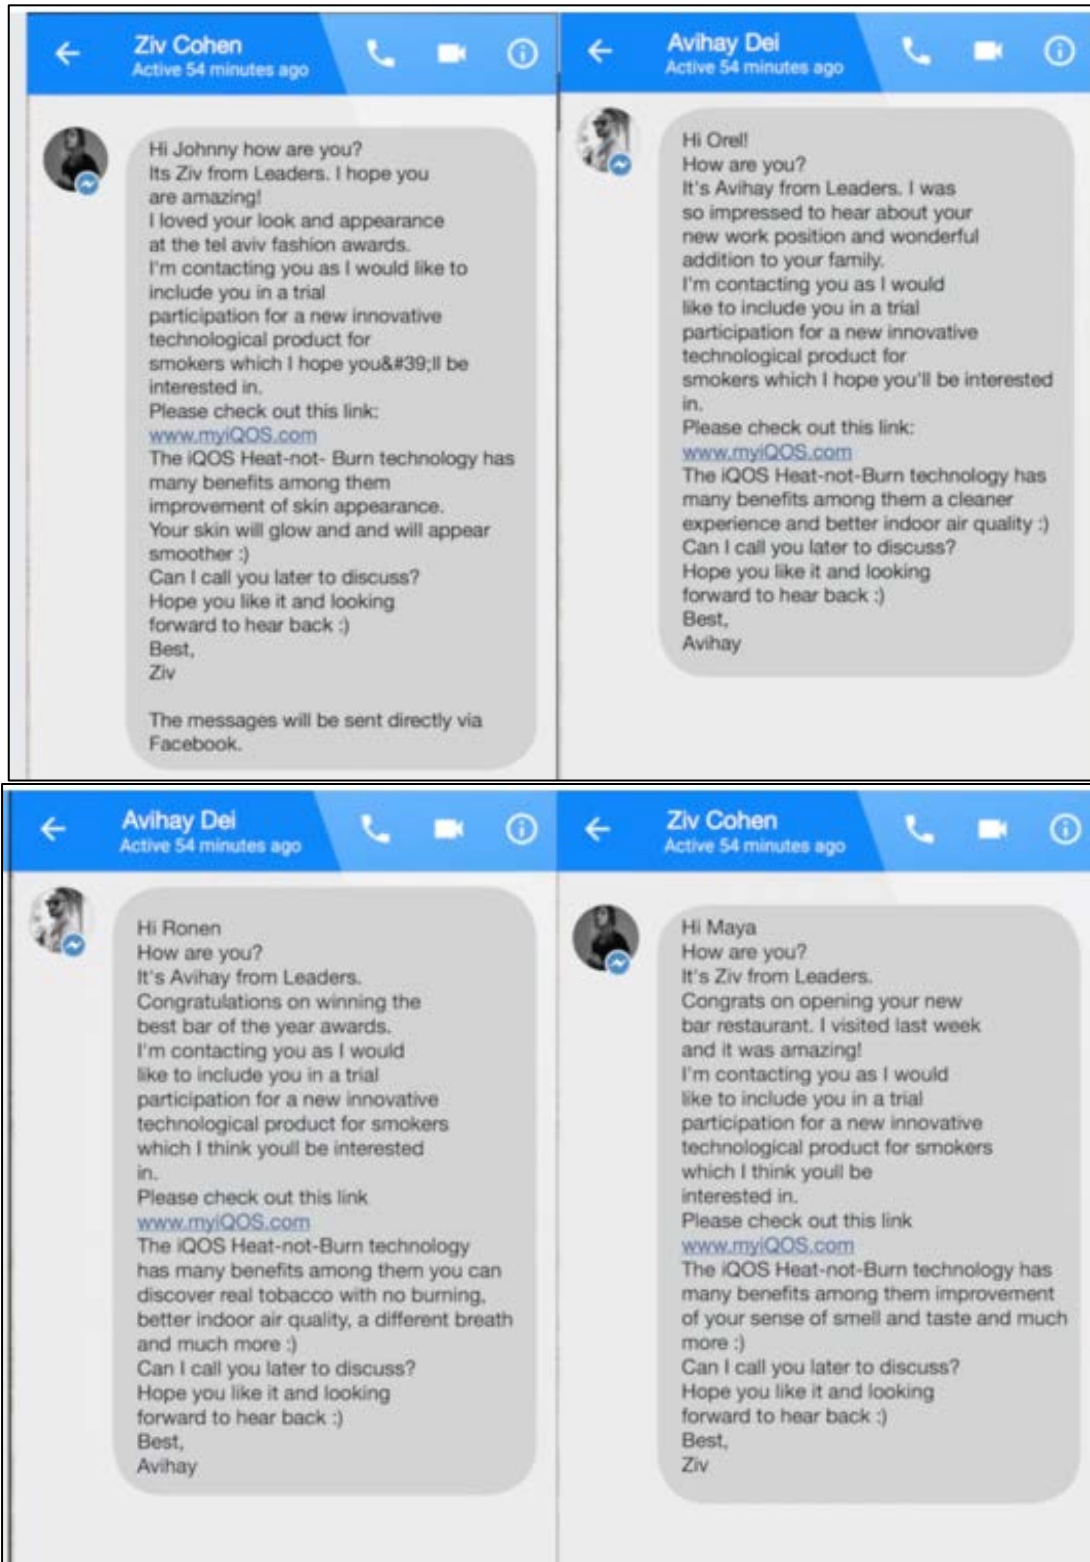 Ziv Cohen
Active 54 minutes ago
Hi Johnny how are you?
Its Ziv from Leaders. I hope you
are amazing!
I loved your look and appearance
at the tel aviv fashion awards.
I'm contacting you as I would like to
include you in a trial
participation for a new innovative
technological product for
smokers which I hope you&#39;ll be
interested in.
Please check out this link:
www.myiQOS.com
The iQOS Heat-not- Burn technology has
many benefits among them
improvement of skin appearance.
Your skin will glow and and will appear
smoother :)
Can I call you later to discuss?
Hope you like it and looking
forward to hear back :)
Best,
Ziv
The messages will be sent directly via
Facebook.
Avihay Dei
Active 54 minutes ago
Hi Orel!
How are you?
It's Avihay from Leaders. I was
so impressed to hear about your
new work position and wonderful
addition to your family.
I'm contacting you as I would
like to include you in a trial
participation for a new innovative
technological product for
smokers which I hope you'll be interested
in.
Please check out this link:
www.myiQOS.com
The iQOS Heat-not-Burn technology has
many benefits among them a cleaner
experience and better indoor air quality :)
Can I call you later to discuss?
Hope you like it and looking
forward to hear back :)
Best,
Avihay
Avihay Dei
Active 54 minutes ago
Hi Ronen
How are you?
It's Avihay from Leaders.
Congratulations on winning the
best bar of the year awards.
I'm contacting you as I would
like to include you in a trial
participation for a new innovative
technological product for smokers
which I think youll be interested
in.
Please check out this link
www.myiQOS.com
The iQOS Heat-not-Burn technology
has many benefits among them you can
discover real tobacco with no burning,
better indoor air quality, a different breath
and much more :)
Can I call you later to discuss?
Hope you like it and looking
forward to hear back :)
Best,
Avihay
Ziv Cohen
Active 54 minutes ago
Hi Maya
How are you?
It's Ziv from Leaders.
Congrats on opening your new
bar restaurant. I visited last week
and it was amazing!
I'm contacting you as I would
like to include you in a trial
participation for a new innovative
technological product for smokers
which I think youll be
interested in.
Please check out this link
www.myiQOS.com
The iQOS Heat-not-Burn technology has
many benefits among them improvement
of your sense of smell and taste and much
more :)
Can I call you later to discuss?
Hope you like it and looking
forward to hear back :)
Best,
Ziv